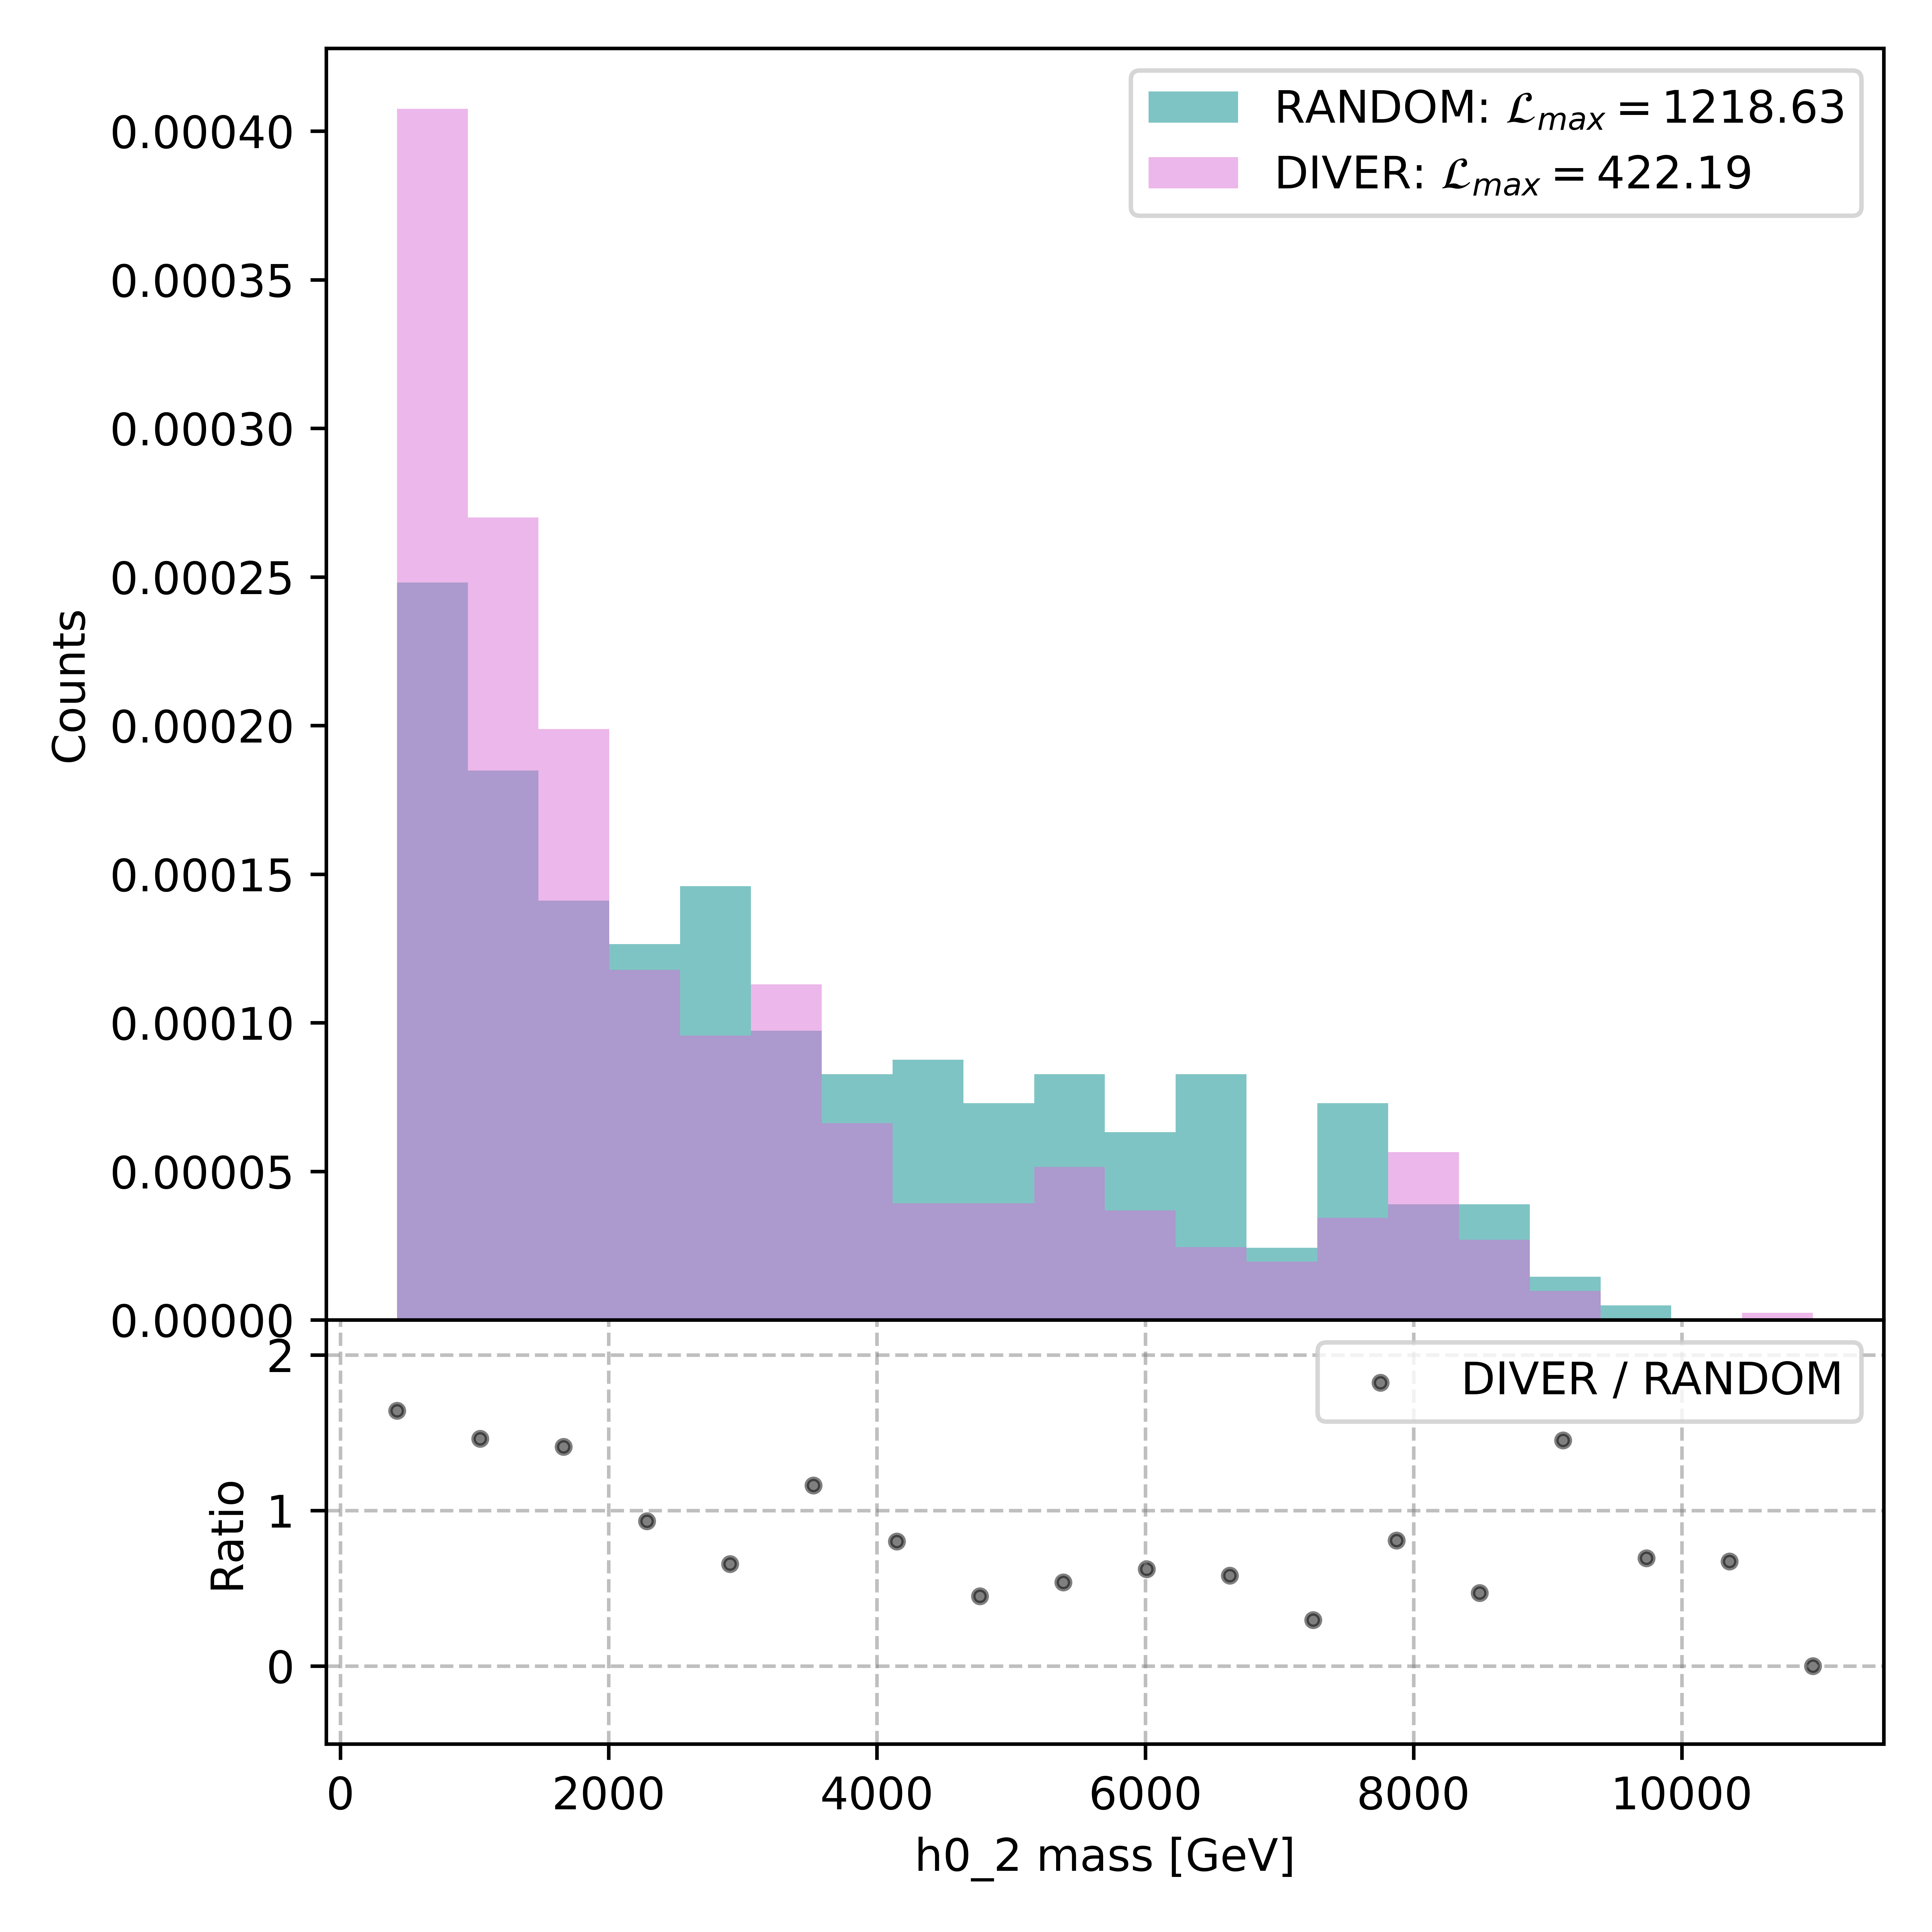 RANDOM: ℒmax = 1218.63
DIVER: ℒmax = 422.19
0.00040
0.00035
0.00030
0.00025
0.00020
0.00015
0.00010
0.00005
0.00000
Counts
DIVER / RANDOM
2
1
0
Ratio
0 2000 4000 6000 8000 10000
h0_2 mass [GeV]